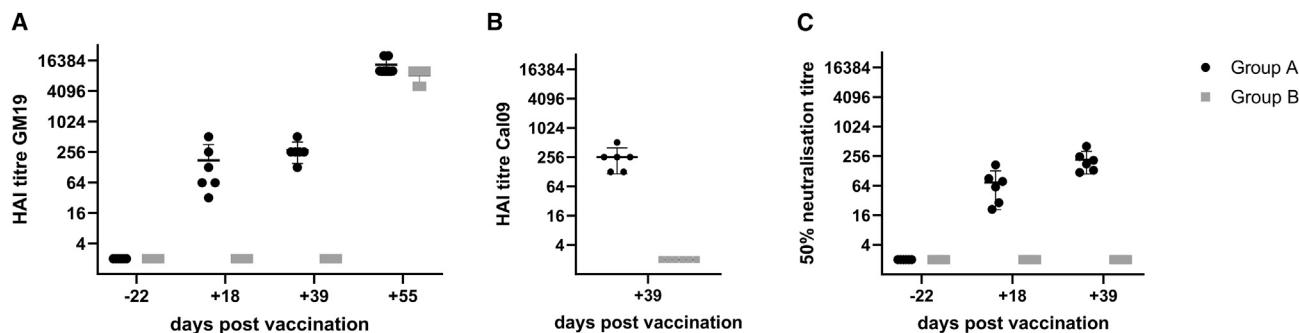 A
HAI titre GM19
16384
4096
1024
256
64
16
4
-22 +18 +39 +55
days post vaccination
B
HAI titre Cal09
16384
4096
1024
256
64
16
4
+39
days post vaccination
C
50% neutralisation titre
16384
4096
1024
256
64
16
4
-22 +18 +39
days post vaccination
Group A
Group B